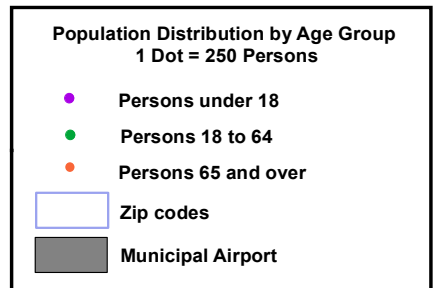 Population Distribution by Age Group
1 Dot = 250 Persons
Persons under 18
Persons 18 to 64
Persons 65 and over
Zip codes
Municipal Airport